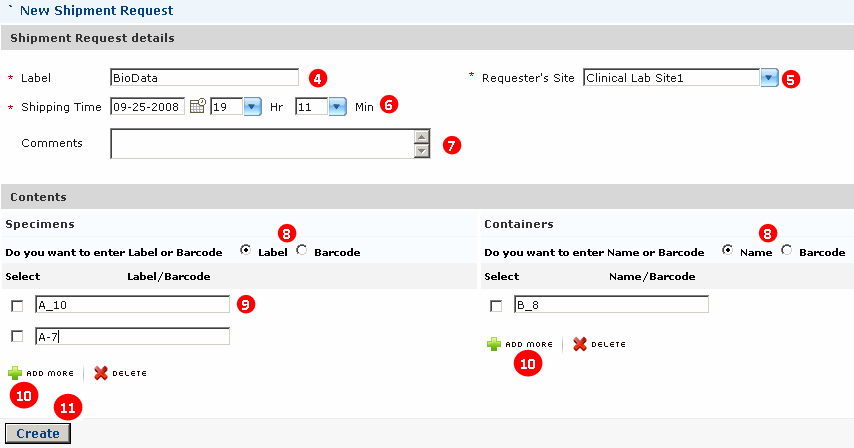 ` New Shipment Request
Shipment Request details
* Label BioData 4 * Requester's Site Clinical Lab Site1 5
* Shipping Time 09-25-2008 19 Hr 11 Min 6
Comments 7
Contents
Specimens Containers
8 8
Do you want to enter Label or Barcode Label Barcode Do you want to enter Name or Barcode Name Barcode
Select Label/Barcode Select Name/Barcode
A_10 9 B_8
A-7
ADD MORE DELETE
10
ADD MORE DELETE
10 11
Create